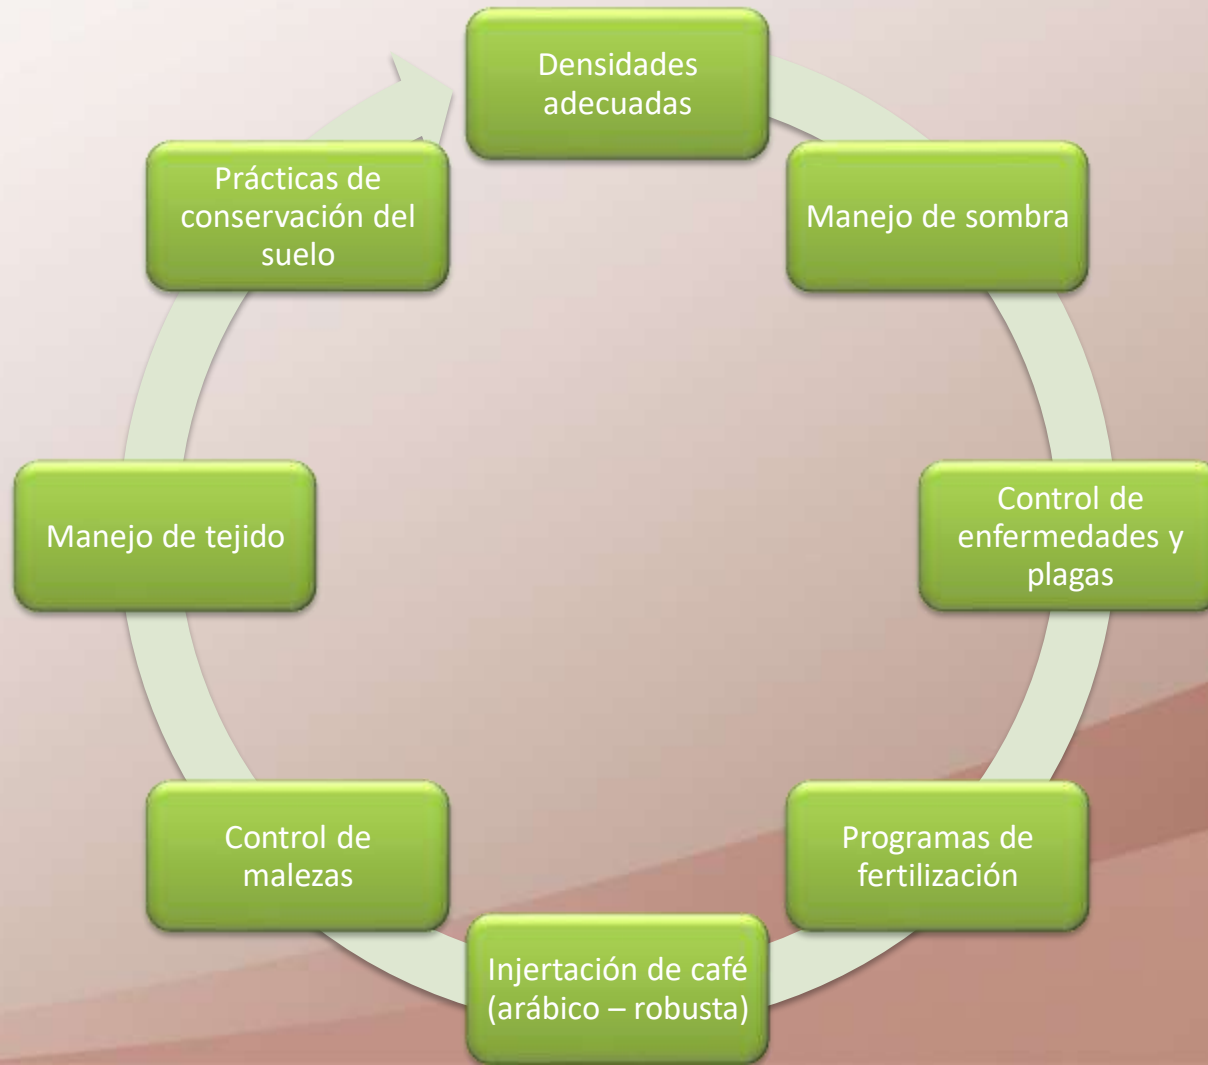 Densidades
adecuadas
Manejo de sombra
Control de
enfermedades y
plagas
Programas de
fertilización
Injertación de café
(arábico – robusta)
Control de
malezas
Manejo de tejido
Prácticas de
conservación del
suelo